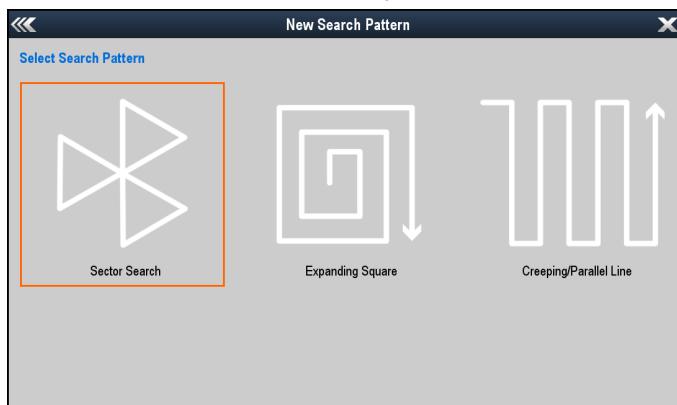 New Search Pattern
Select Search Pattern
Sector Search
Expanding Square
Creeping/Parallel Line